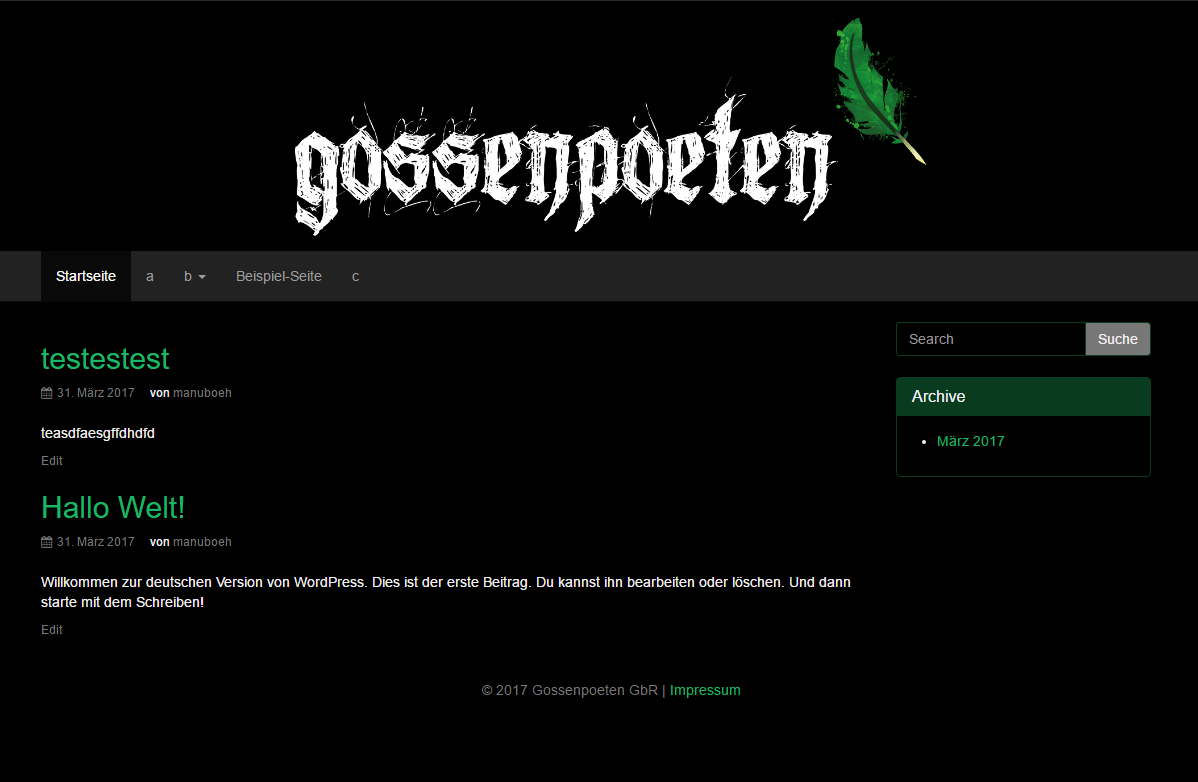 gossenpoeten
Startseite a b Beispiel-Seite c
Search Suche
testestest
31. März 2017 von manuboeh
teasdfaesgffdhdfd
Edit
Hallo Welt!
31. März 2017 von manuboeh
Willkommen zur deutschen Version von WordPress. Dies ist der erste Beitrag. Du kannst ihn bearbeiten oder löschen. Und dann
starte mit dem Schreiben!
Edit
Archive
März 2017
© 2017 Gossenpoeten GbR | Impressum